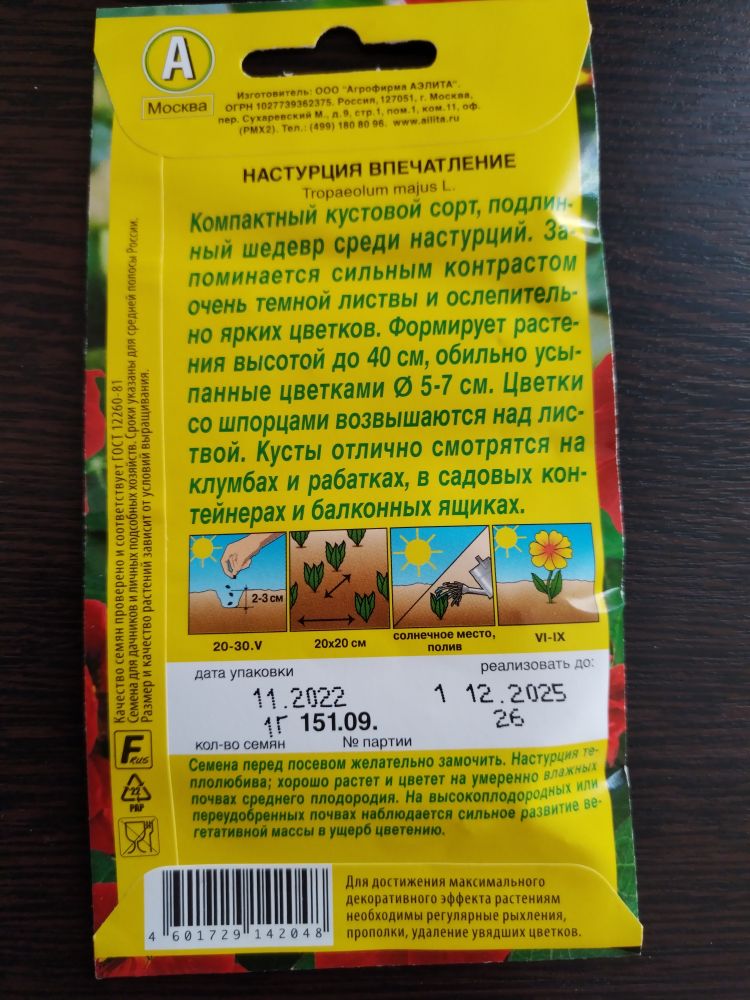 А
Москва
Изготовитель: ООО "Агрофирма АЭЛИТА".
ОГРН 1027739362375. Россия, 127051, г. Москва,
пер. Сухаревский М., д.9, стр.1, пом.1, ком.11, оф.
(РМХ2). Тел.: (499) 180 80 96. www.ailita.ru
НАСТУРЦИЯ ВПЕЧАТЛЕНИЕ
Tropaeolum majus L.
Компактный кустовой сорт, подлин-
ный шедевр среди настурций. За-
поминается сильным контрастом
очень темной листвы и ослепитель-
но ярких цветков. Формирует расте-
ния высотой до 40 см, обильно усы-
панные цветками Ø 5-7 см. Цветки
со шпорцами возвышаются над лис-
твой. Кусты отлично смотрятся на
клумбах и рабатках, в садовых кон-
тейнерах и балконных ящиках.
2-3 см
20-30.V
20х20 см
солнечное место,
полив
VI-IX
дата упаковки
реализовать до:
11.2022
1 12.2025
1Г 151.09.
26
кол-во семян
№ партии
Семена перед посевом желательно замочить. Настурция те-
плолюбива; хорошо растет и цветет на умеренно влажных
почвах среднего плодородия. На высокоплодородных или
переудобренных почвах наблюдается сильное развитие ве-
гетативной массы в ущерб цветению.
Качество семян проверено и соответствует ГОСТ 12260-81
Семена для дачников и личных подсобных хозяйств. Сроки указаны для средней полосы России.
Размер и качество растений зависит от условий выращивания.
F RUS
22
PAP
4 601729 142048
Для достижения максимального
декоративного эффекта растениям
необходимы регулярные рыхления,
прополки, удаление увядших цветков.